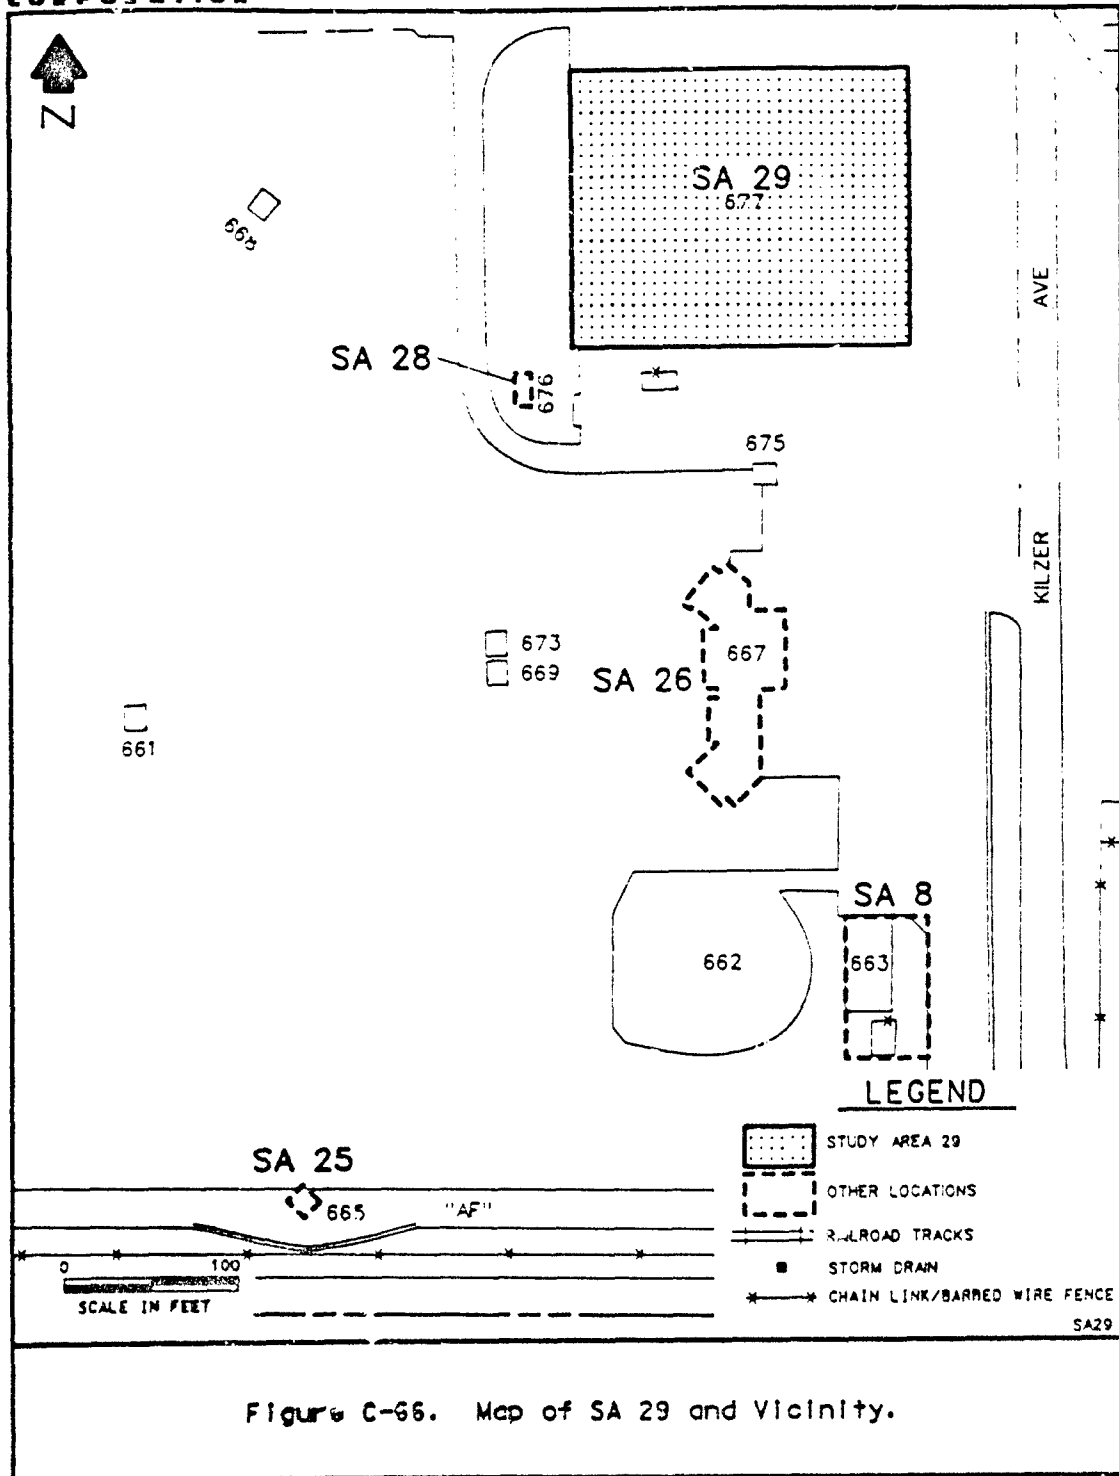 N
SA 29
677
AVE
SA 28
676
675
KILZER
673
669
667
SA 26
661
SA 8
662
663
LEGEND
STUDY AREA 29
OTHER LOCATIONS
RAILROAD TRACKS
STORM DRAIN
CHAIN LINK/BARBED WIRE FENCE
SA 25
665
0 100
SCALE IN FEET
SA29
Figure C-66. Map of SA 29 and Vicinity.